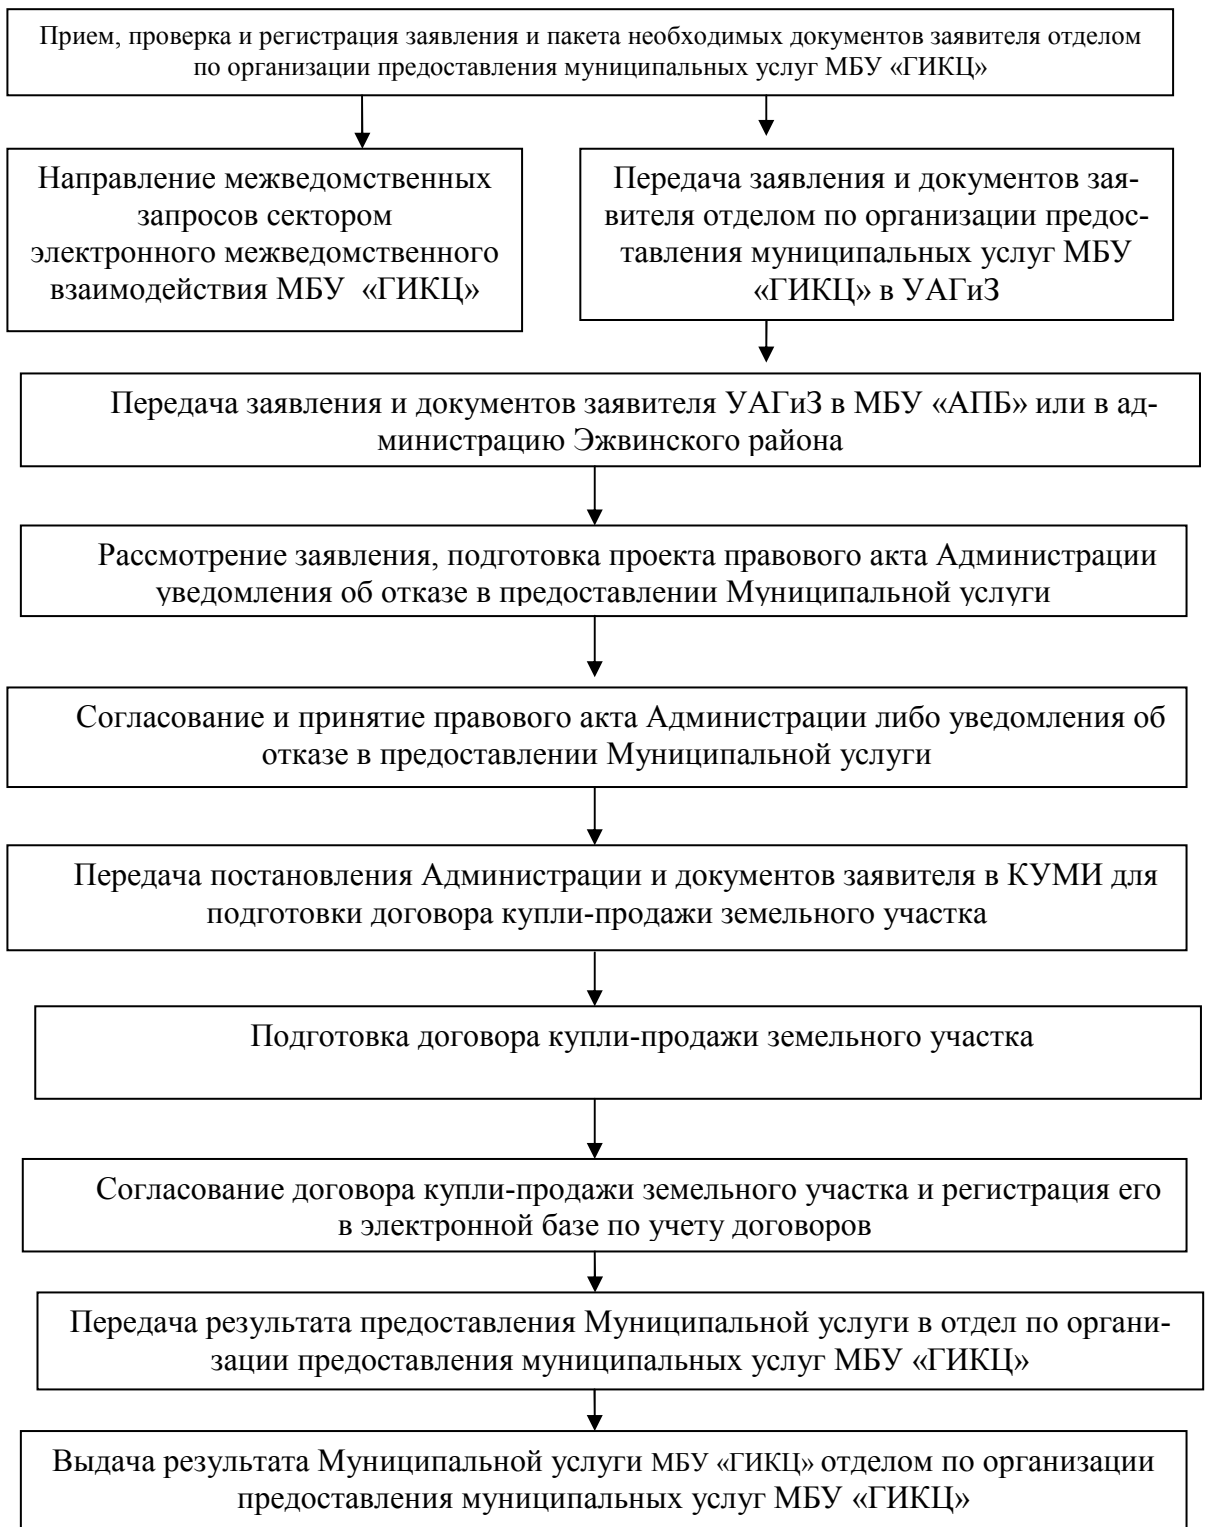 Прием, проверка и регистрация заявления и пакета необходимых документов заявителя отделом
по организации предоставления муниципальных услуг МБУ «ГИКЦ»
Направление межведомственных
запросов сектором
электронного межведомственного
взаимодействия МБУ «ГИКЦ»
Передача заявления и документов зая-
вителя отделом по организации предос-
тавления муниципальных услуг МБУ
«ГИКЦ» в УАГиЗ
Передача заявления и документов заявителя УАГиЗ в МБУ «АПБ» или в ад-
министрацию Эжвинского района
Рассмотрение заявления, подготовка проекта правового акта Администрации
уведомления об отказе в предоставлении Муниципальной услуги
Согласование и принятие правового акта Администрации либо уведомления об
отказе в предоставлении Муниципальной услуги
Передача постановления Администрации и документов заявителя в КУМИ для
подготовки договора купли-продажи земельного участка
Подготовка договора купли-продажи земельного участка
Согласование договора купли-продажи земельного участка и регистрация его
в электронной базе по учету договоров
Передача результата предоставления Муниципальной услуги в отдел по органи-
зации предоставления муниципальных услуг МБУ «ГИКЦ»
Выдача результата Муниципальной услуги МБУ «ГИКЦ» отделом по организации
предоставления муниципальных услуг МБУ «ГИКЦ»